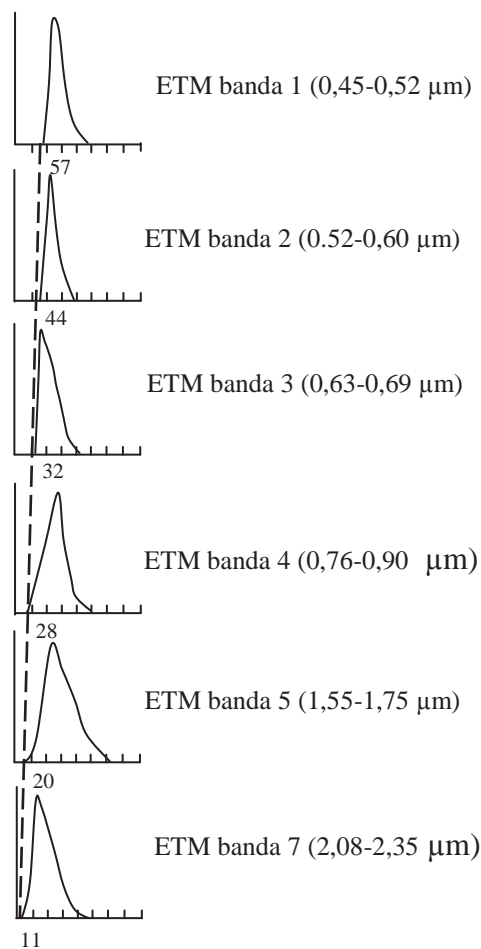 ETM banda 1 (0,45-0,52 µm)
57
ETM banda 2 (0.52-0,60 µm)
44
ETM banda 3 (0,63-0,69 µm)
32
ETM banda 4 (0,76-0,90 µm)
28
ETM banda 5 (1,55-1,75 µm)
20
ETM banda 7 (2,08-2,35 µm)
11